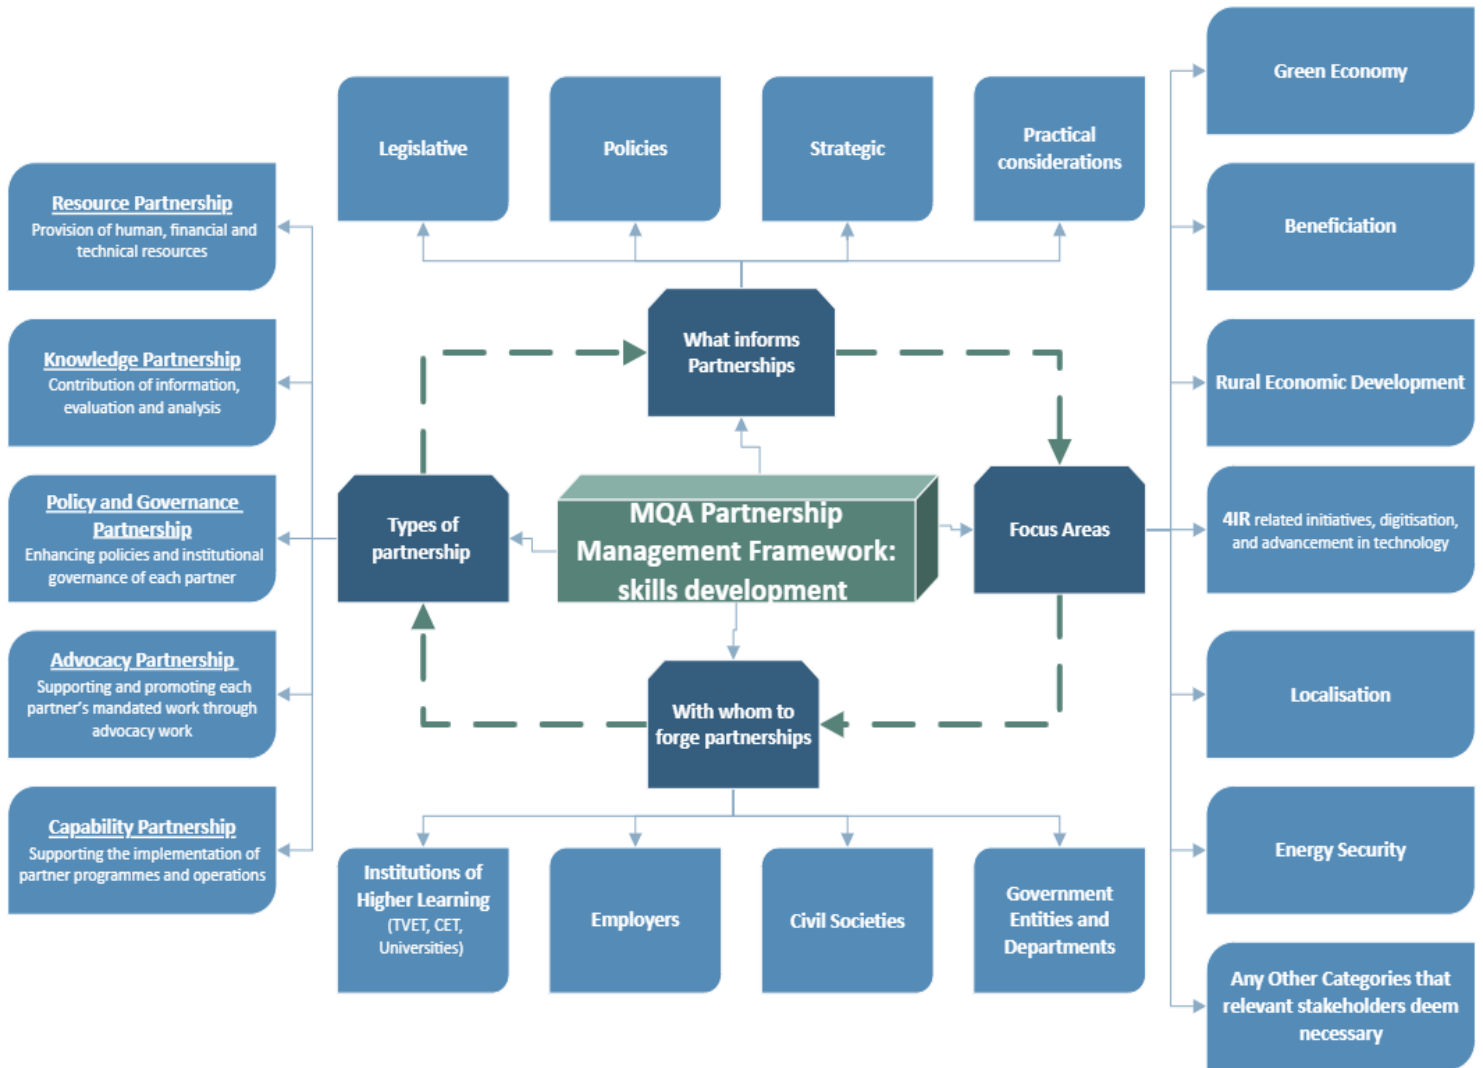 Green Economy
Legislative
Policies
Strategic
Practical
considerations
Resource Partnership
Provision of human, financial and
technical resources
Beneficiation
What informs
Partnerships
Knowledge Partnership
Contribution of information,
evaluation and analysis
Rural Economic Development
Policy and Governance
Partnership
Enhancing policies and institutional
governance of each partner
Types of
partnership
MQA Partnership
Management Framework:
skills development
Focus Areas
4IR related initiatives, digitisation,
and advancement in technology
Advocacy Partnership
Supporting and promoting each
partner's mandated work through
advocacy work
With whom to
forge partnerships
Localisation
Capability Partnership
Supporting the implementation of
partner programmes and operations
Institutions of
Higher Learning
(TVET, CET,
Universities)
Employers
Civil Societies
Government
Entities and
Departments
Energy Security
Any Other Categories that
relevant stakeholders deem
necessary